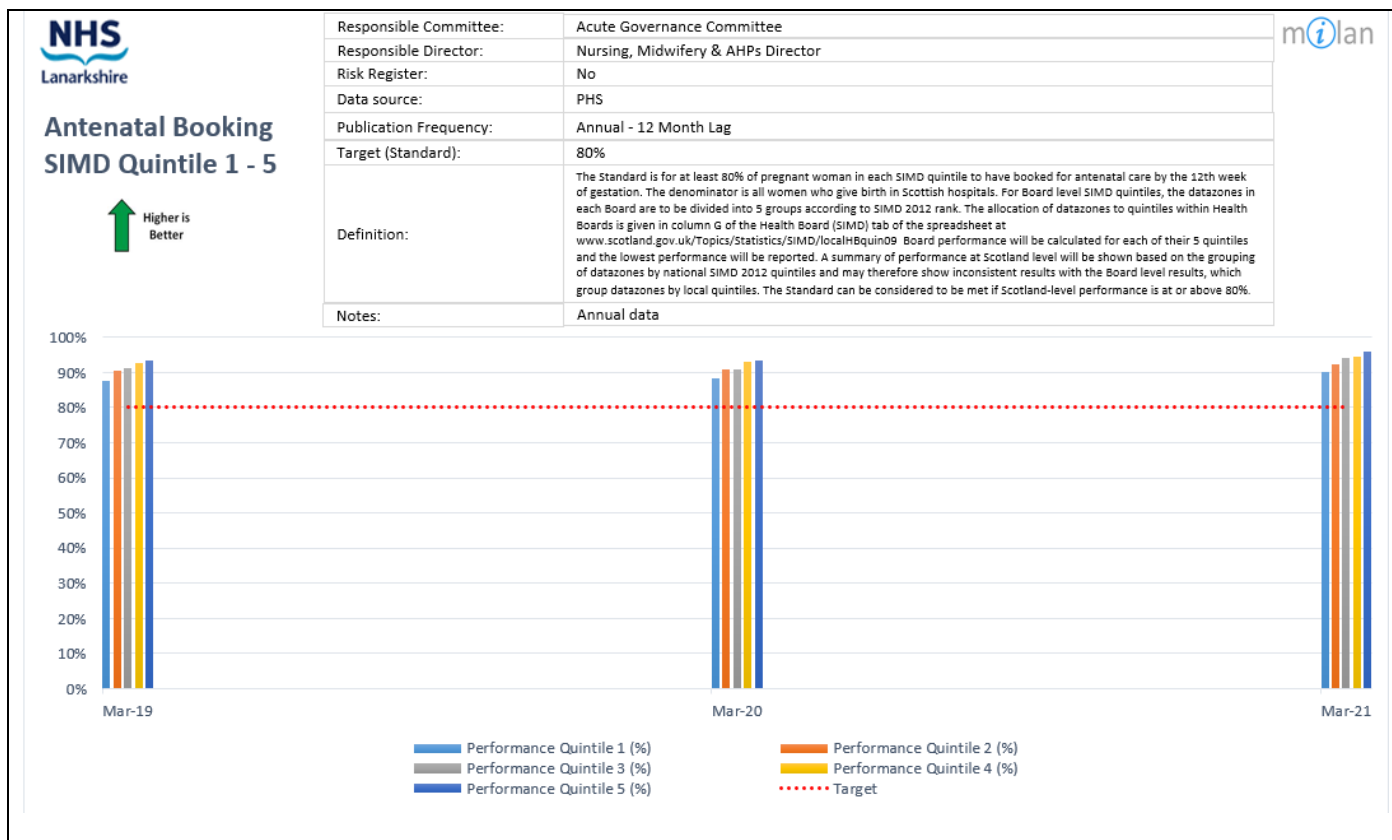 NHS
Lanarkshire
Antenatal Booking
SIMD Quintile 1 - 5
Higher is
Better
Responsible Committee: Acute Governance Committee
Responsible Director: Nursing, Midwifery & AHPs Director
Risk Register: No
Data source: PHS
Publication Frequency: Annual - 12 Month Lag
Target (Standard): 80%
Definition:
The Standard is for at least 80% of pregnant woman in each SIMD quintile to have booked for antenatal care by the 12th week
of gestation. The denominator is all women who give birth in Scottish hospitals. For Board level SIMD quintiles, the datazones in
each Board are to be divided into 5 groups according to SIMD 2012 rank. The allocation of datazones to quintiles within Health
Boards is given in column G of the Health Board (SIMD) tab of the spreadsheet at
www.scotland.gov.uk/Topics/Statistics/SIMD/localHBquin09 Board performance will be calculated for each of their 5 quintiles
and the lowest performance will be reported. A summary of performance at Scotland level will be shown based on the grouping
of datazones by national SIMD 2012 quintiles and may therefore show inconsistent results with the Board level results, which
group datazones by local quintiles. The Standard can be considered to be met if Scotland-level performance is at or above 80%.
Notes: Annual data
milan
100%
90%
80%
70%
60%
50%
40%
30%
20%
10%
0%
Mar-19 Mar-20 Mar-21
Performance Quintile 1 (%) Performance Quintile 2 (%)
Performance Quintile 3 (%) Performance Quintile 4 (%)
Performance Quintile 5 (%) Target